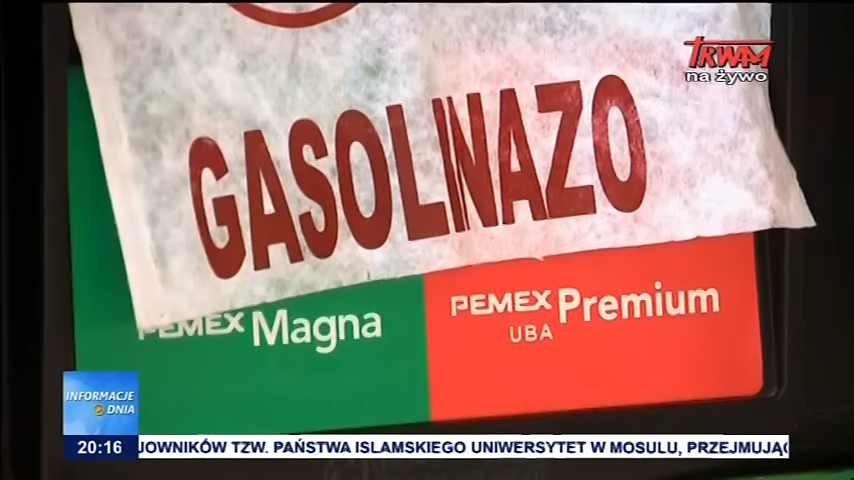 TRWAM
na żywo
GASOLINAZO
PEMEX Magna
PEMEX Premium
UBA
INFORMACJE
DNIA
20:16
JOWNIKÓW TZW. PAŃSTWA ISLAMSKIEGO UNIWERSYTET W MOSULU, PRZEJMUJĄC